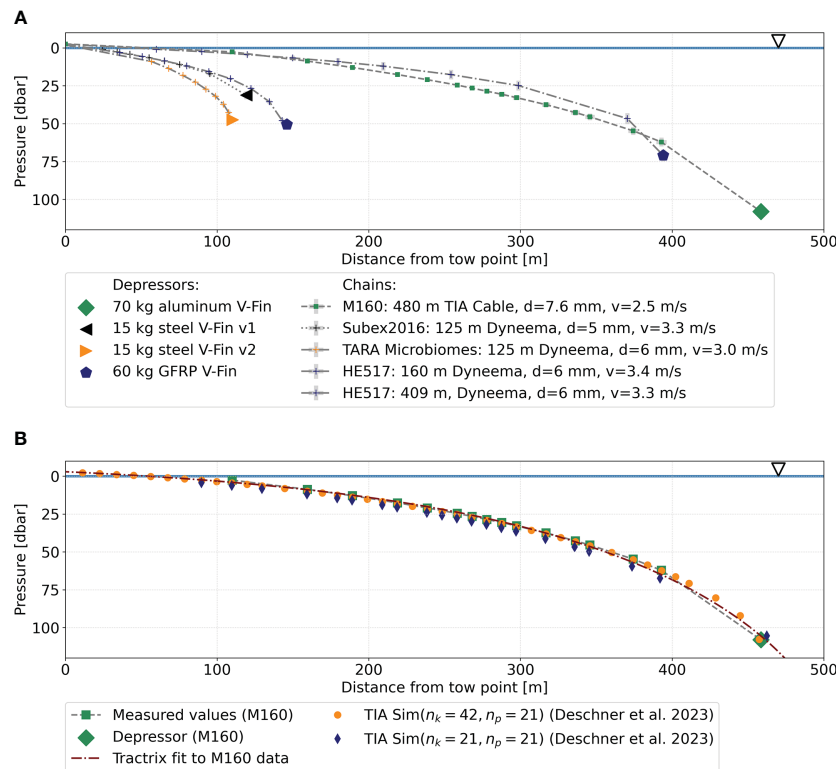 A
0
25
50
75
100
Pressure [dbar]
0 100 200 300 400 500
Distance from tow point [m]
Depressors:
70 kg aluminum V-Fin
15 kg steel V-Fin v1
15 kg steel V-Fin v2
60 kg GFRP V-Fin
Chains:
M160: 480 m TIA Cable, d=7.6 mm, v=2.5 m/s
Subex2016: 125 m Dyneema, d=5 mm, v=3.3 m/s
TARA Microbiomes: 125 m Dyneema, d=6 mm, v=3.0 m/s
HE517: 160 m Dyneema, d=6 mm, v=3.4 m/s
HE517: 409 m, Dyneema, d=6 mm, v=3.3 m/s
B
0
25
50
75
100
Pressure [dbar]
0 100 200 300 400 500
Distance from tow point [m]
Measured values (M160)
Depressor (M160)
Tractrix fit to M160 data
TIA Sim(n_k = 42, n_p = 21) (Deschner et al. 2023)
TIA Sim(n_k = 21, n_p = 21) (Deschner et al. 2023)